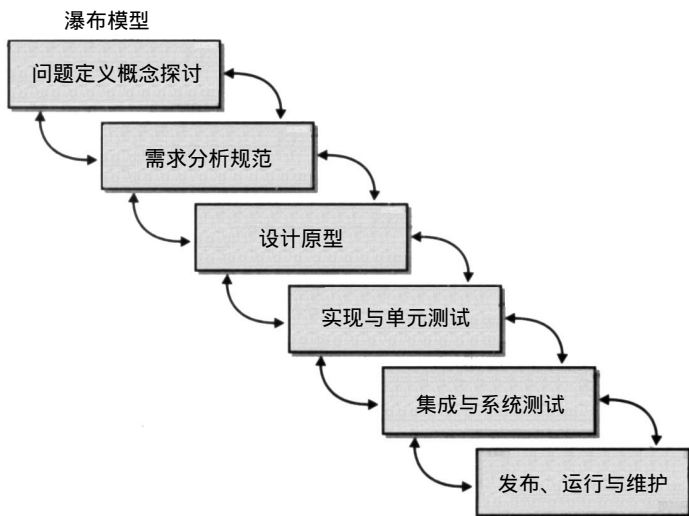 瀑布模型
问题定义概念探讨
需求分析规范
设计原型
实现与单元测试
集成与系统测试
发布、运行与维护